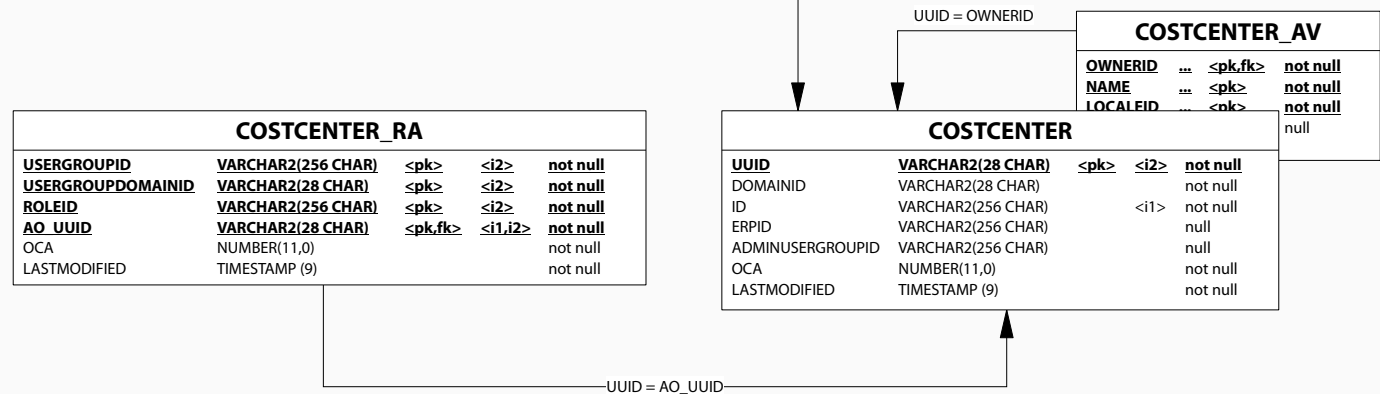 UUID = OWNERID
COSTCENTER_AV
OWNERID ... <pk,fk> not null
NAME ... <pk> not null
LOCALEID ... <pk> not null
null
COSTCENTER_RA
USERGROUPID VARCHAR2(256 CHAR) <pk> <i2> not null
USERGROUPDOMAINID VARCHAR2(28 CHAR) <pk> <i2> not null
ROLEID VARCHAR2(256 CHAR) <pk> <i2> not null
AO_UUID VARCHAR2(28 CHAR) <pk,fk> <i1,i2> not null
OCA NUMBER(11,0) not null
LASTMODIFIED TIMESTAMP (9) not null
COSTCENTER
UUID VARCHAR2(28 CHAR) <pk> <i2> not null
DOMAINID VARCHAR2(28 CHAR) not null
ID VARCHAR2(256 CHAR) <i1> not null
ERPID VARCHAR2(256 CHAR) null
ADMINUSERGROUPID VARCHAR2(256 CHAR) null
OCA NUMBER(11,0) not null
LASTMODIFIED TIMESTAMP (9) not null
UUID = AO_UUID